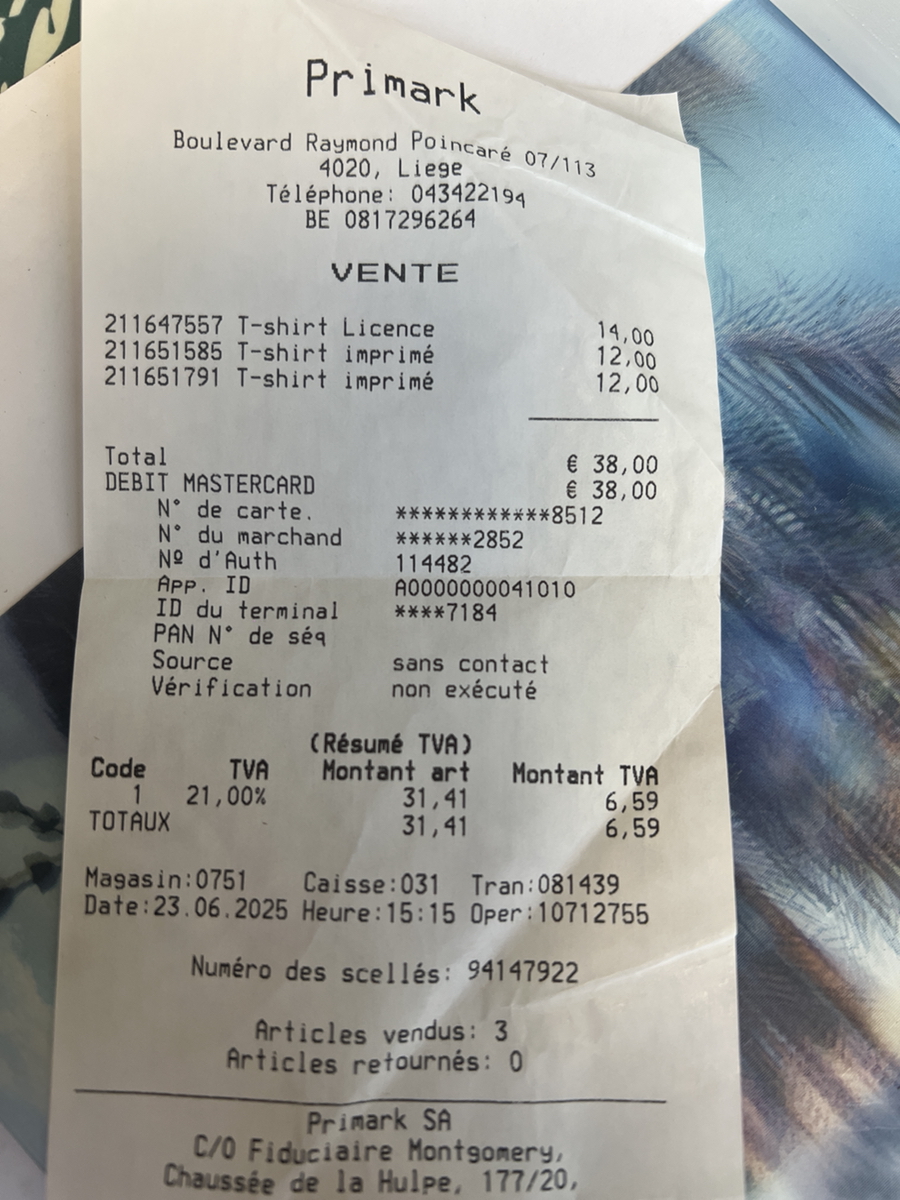 Primark
Boulevard Raymond Poincaré 07/113
4020, Liege
Téléphone: 043422194
BE 0817296264
VENTE
211647557 T-shirt Licence 14,00
211651585 T-shirt imprimé 12,00
211651791 T-shirt imprimé 12,00
Total € 38,00
DEBIT MASTERCARD € 38,00
N° de carte. ************8512
N° du marchand ******2852
Nº d'Auth 114482
App. ID A0000000041010
ID du terminal ****7184
PAN N° de séq
Source sans contact
Vérification non exécuté
(Résumé TVA)
Code TVA Montant art Montant TVA
1 21,00% 31,41 6,59
TOTAUX 31,41 6,59
Magasin:0751 Caisse:031 Tran:081439
Date:23.06.2025 Heure:15:15 Oper:10712755
Numéro des scellés: 94147922
Articles vendus: 3
Articles retournés: 0
Primark SA
C/O Fiduciaire Montgomery,
Chaussée de la Hulpe, 177/20,